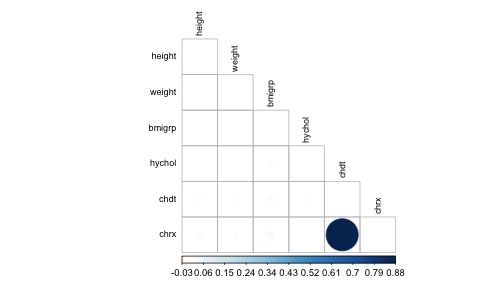 height
weight
bmigrp
hychol
chdt
chrx
height
weight
bmigrp
hychol
chdt
chrx
-0.03 0.06 0.15 0.24 0.34 0.43 0.52 0.61 0.7 0.79 0.88